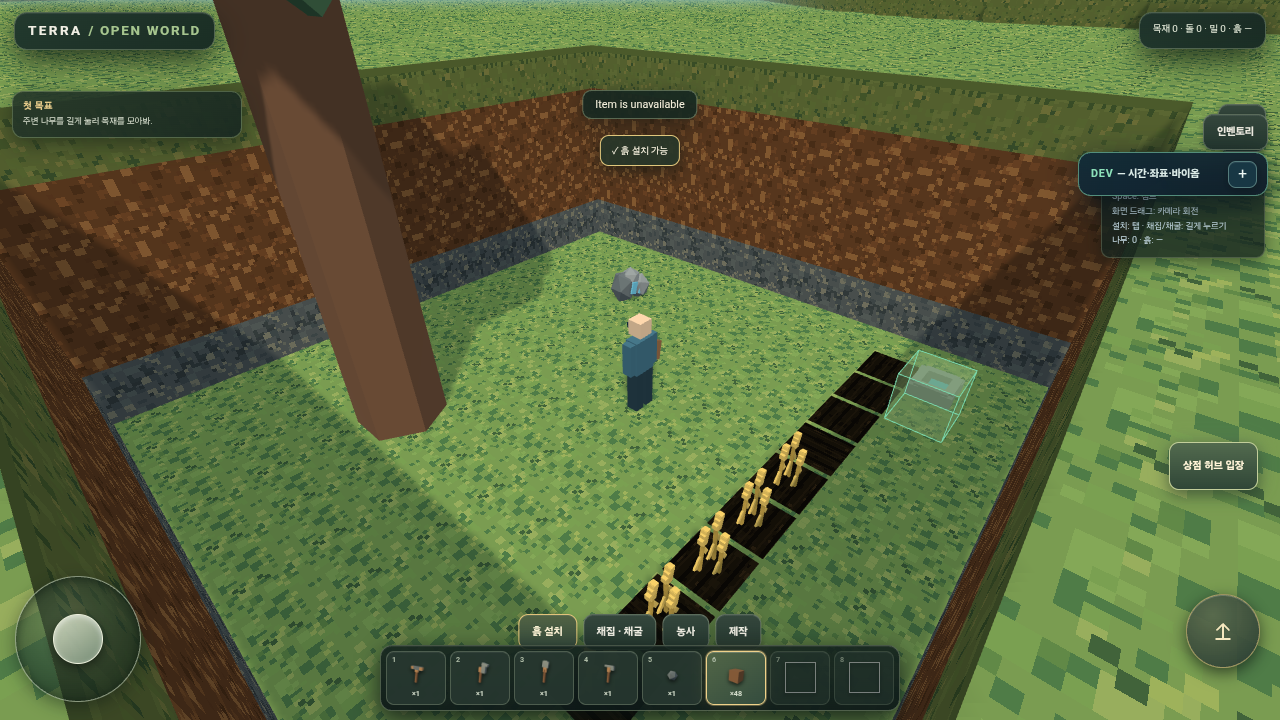 TERRA / OPEN WORLD
목재 0 · 돌 0 · 밀 0 · 흙 —
첫 목표
주변 나무를 길게 눌러 목재를 모아봐.
Item is unavailable
✓ 흙 설치 가능
인벤토리
DEV — 시간·좌표·바이옴 +
화면 드래그: 카메라 회전
설치: 탭 · 채집/채굴: 길게 누르기
나무: 0 · 흙: —
상점 허브 입장
흙 설치 채집 · 채굴 농사 제작
1 2 3 4 5 6 7 8
×1 ×1 ×1 ×1 ×1 ×48